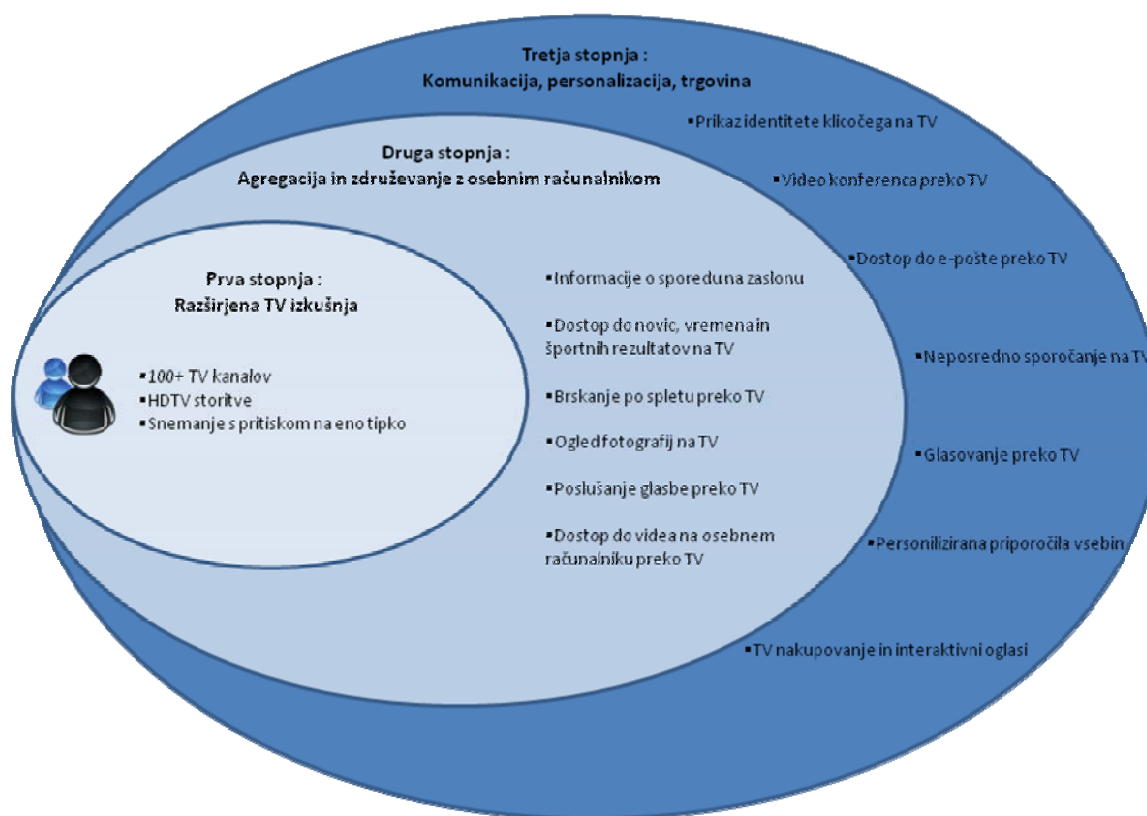 Tretja stopnja :
Komunikacija, personalizacija, trgovina
▪Prikaz identitete kličočega na TV
Druga stopnja :
Agregacija in združevanje z osebnim računalnikom
▪Video konferenca preko TV
▪Dostop do e-pošte preko TV
Prva stopnja :
Razširjena TV izkušnja
▪Informacije o sporedu na zaslonu
▪Dostop do novic, vremena in
športnih rezultatov na TV
▪Neposredno sporočanje na TV
▪100+ TV kanalov
▪HDTV storitve
▪Snemanje s pritiskom na eno tipko
▪Brskanje po spletu preko TV
▪Ogled fotografij na TV
▪Glasovanje preko TV
▪Poslušanje glasbe preko TV
▪Dostop do videa na osebnem
računalniku preko TV
▪Personilizirana priporočila vsebin
▪TV nakupovanje in interaktivni oglasi